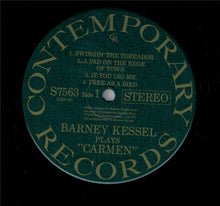 CONTEMPORARY
CR
1. SWINGIN' THE TOREADOR
2. A PAD ON THE EDGE
OF TOWN
3. IF YOU DIG ME
4. FREE AS A BIRD
S7563 Side 1
STEREO
BARNEY KESSEL
PLAYS
"CARMEN"
RECORDS